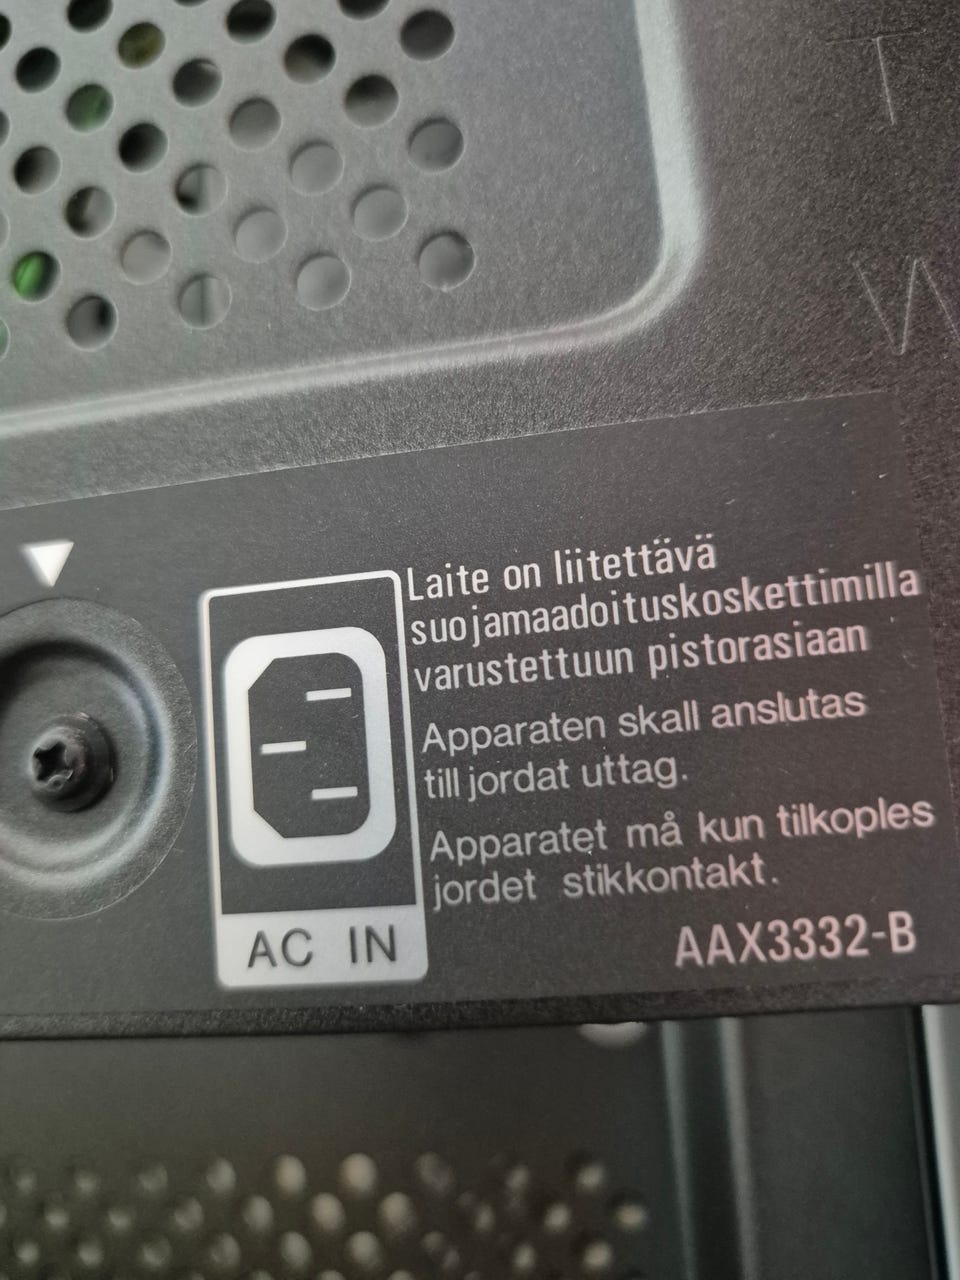 T
W
Laite on liitettävä
suojamaadoituskoskettimilla
varustettuun pistorasiaan
Apparaten skall anslutas
till jordat uttag.
Apparatet må kun tilkoples
jordet stikkontakt.
AC IN
AAX3332-B